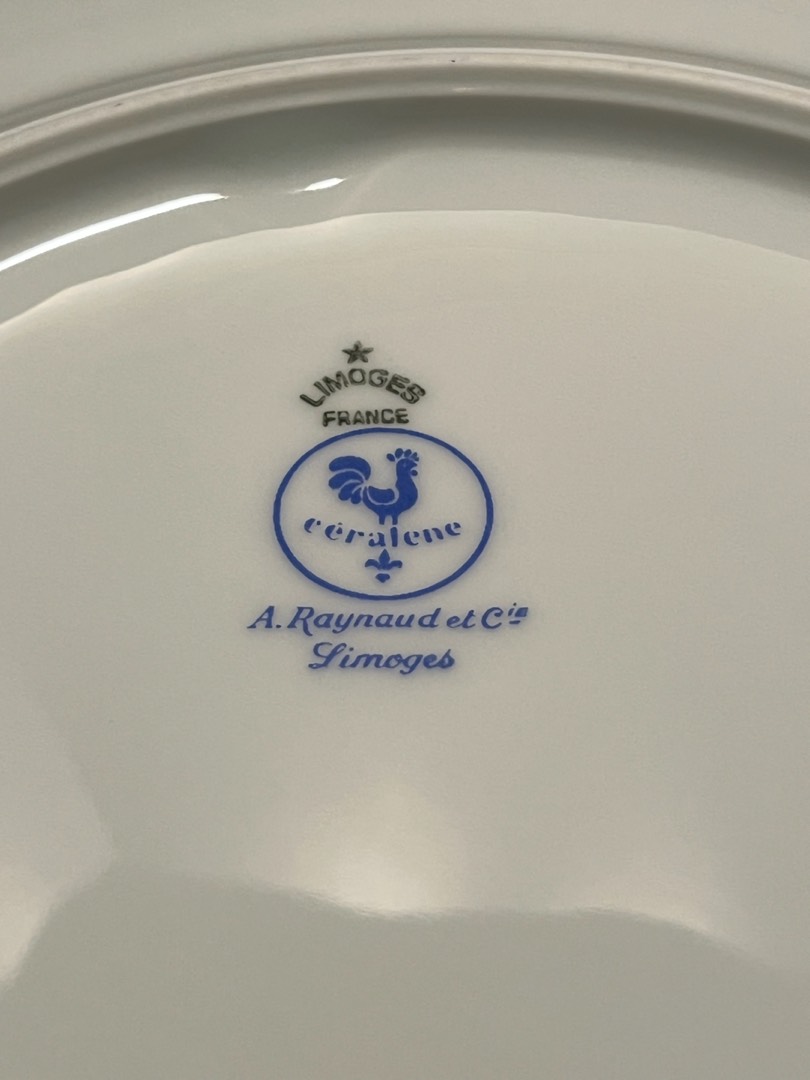 LIMOGES
FRANCE
céralene
A. Raynaud et Cie
Limoges